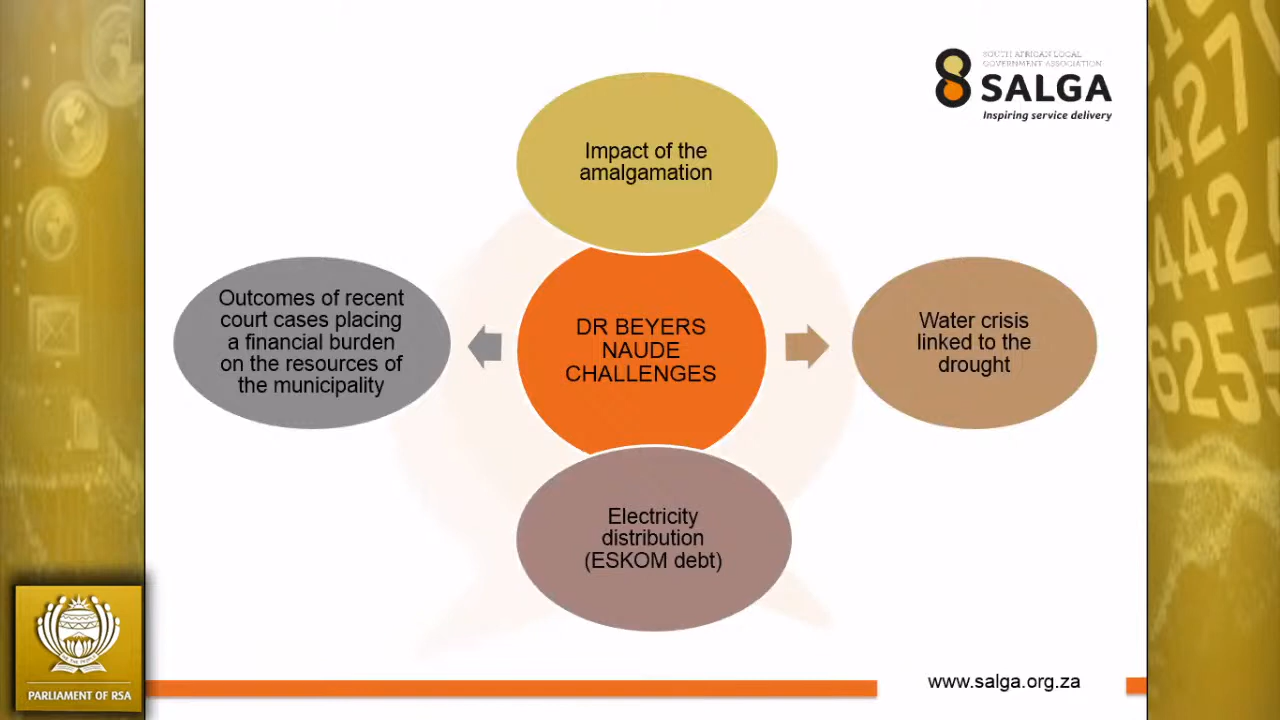 SOUTH AFRICAN LOCAL
GOVERNMENT ASSOCIATION
SALGA
Inspiring service delivery
Impact of the
amalgamation
Outcomes of recent
court cases placing
a financial burden
on the resources of
the municipality
DR BEYERS
NAUDE
CHALLENGES
Water crisis
linked to the
drought
Electricity
distribution
(ESKOM debt)
PARLIAMENT OF RSA
www.salga.org.za